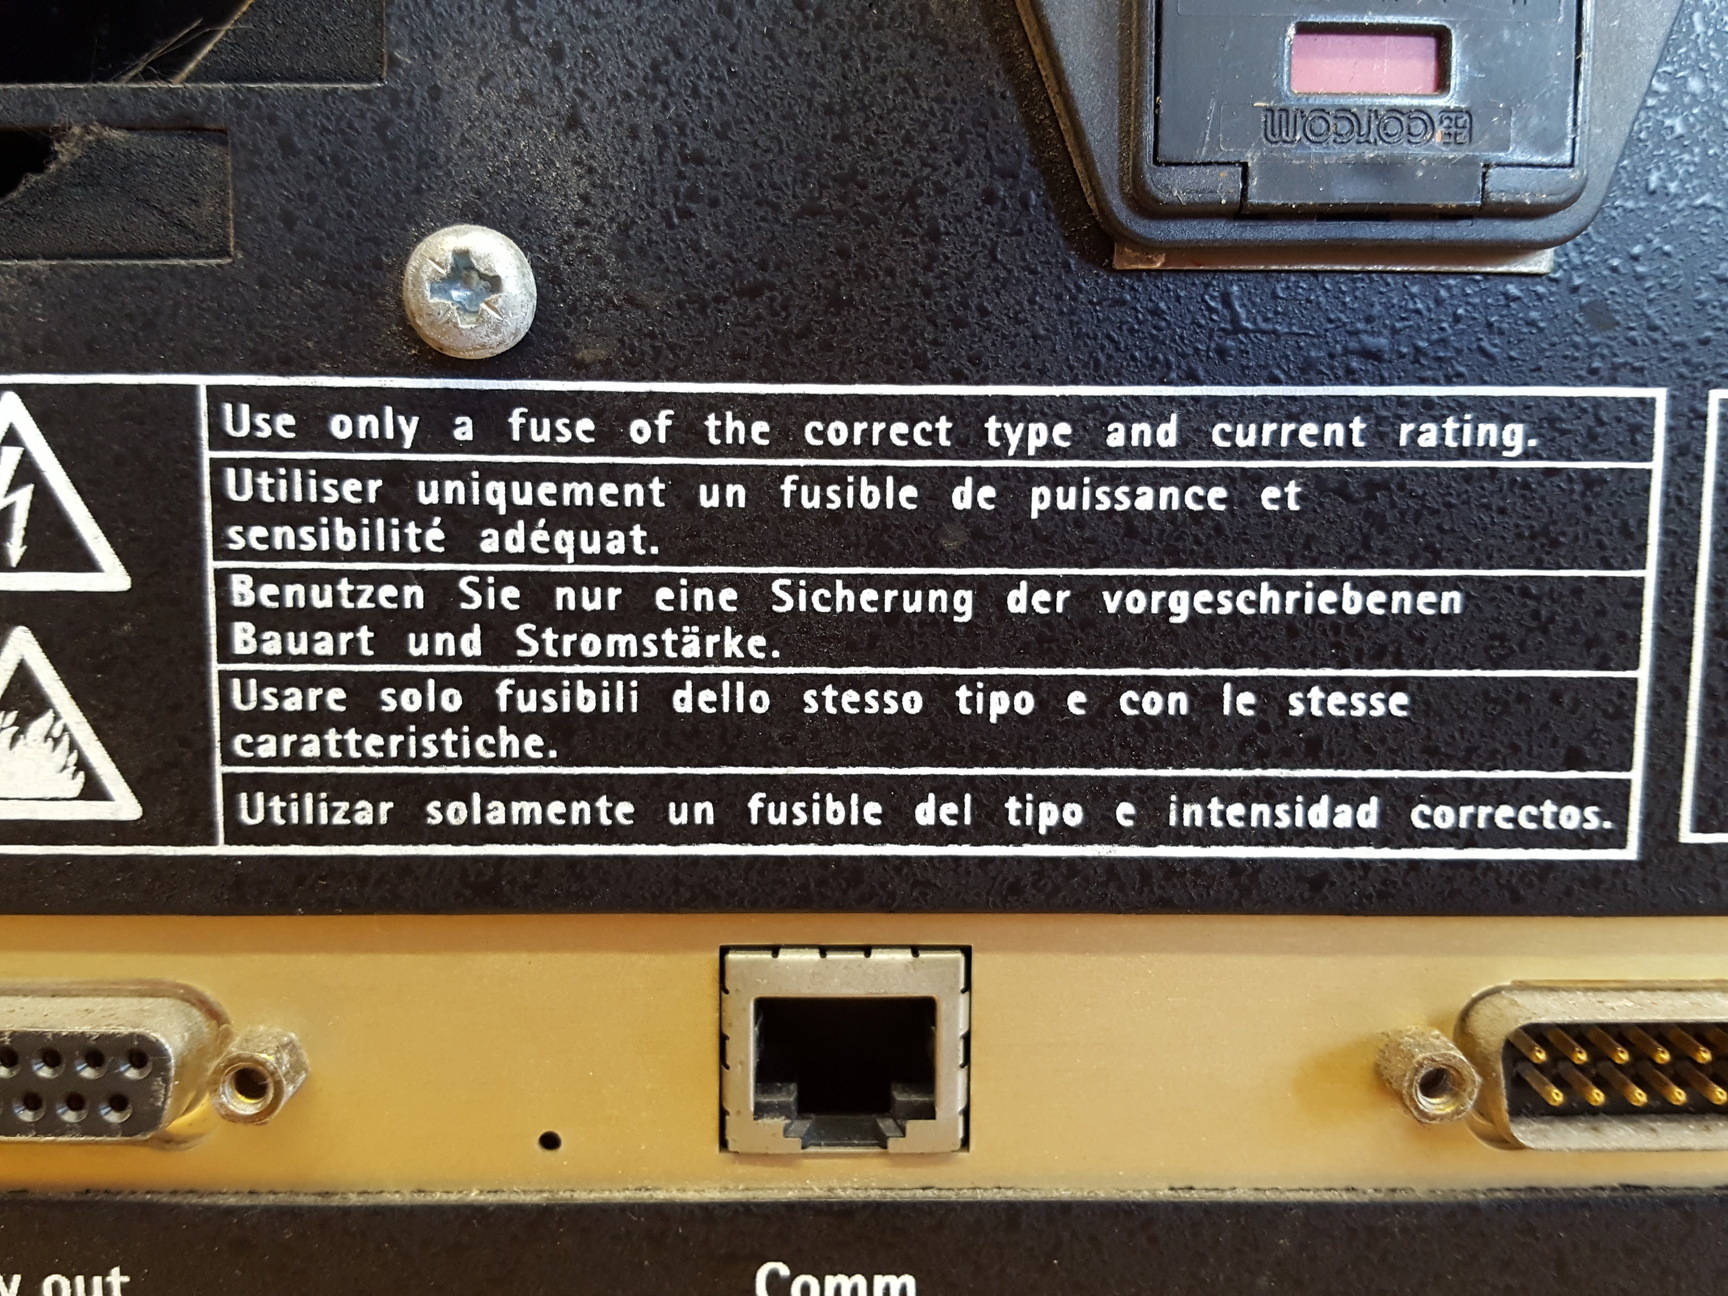 corcom
Use only a fuse of the correct type and current rating.
Utiliser uniquement un fusible de puissance et
sensibilité adéquat.
Benutzen Sie nur eine Sicherung der vorgeschriebenen
Bauart und Stromstärke.
Usare solo fusibili dello stesso tipo e con le stesse
caratteristiche.
Utilizar solamente un fusible del tipo e intensidad correctos.
out
Comm